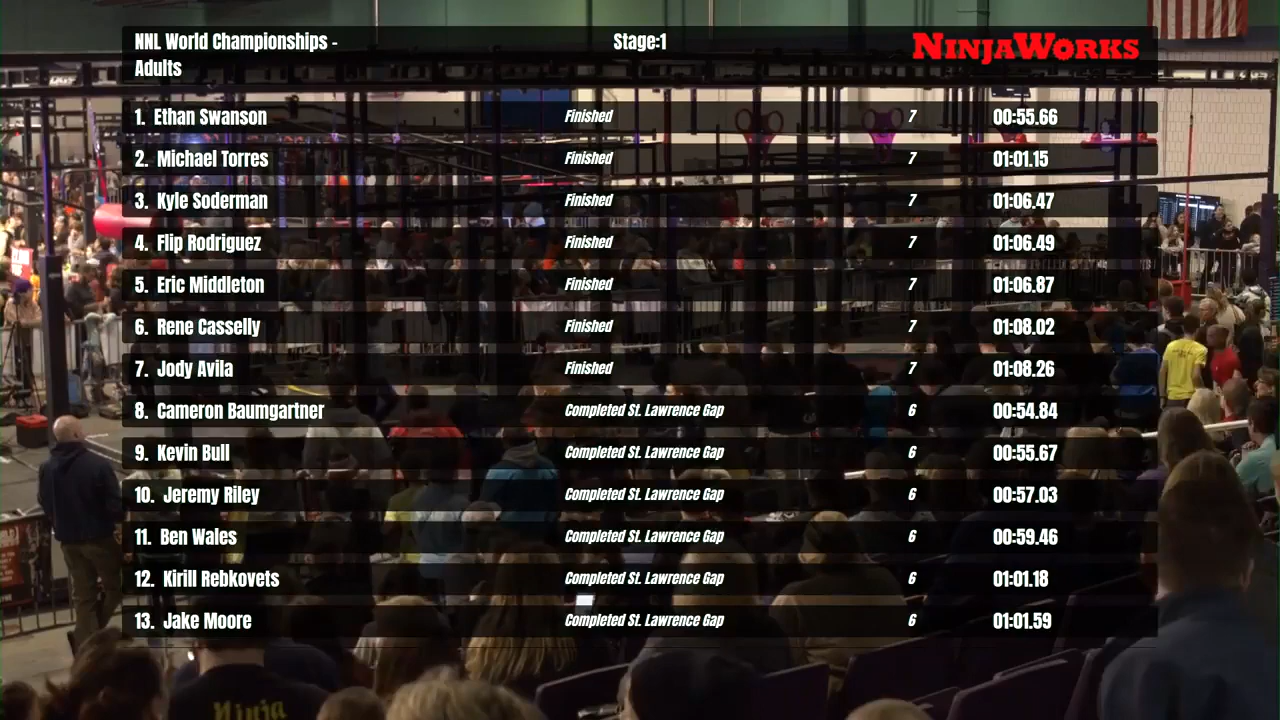 NNL World Championships -
Adults
Stage:1
NINJAWORKS
1. Ethan Swanson Finished 7 00:55.66
2. Michael Torres Finished 7 01:01.15
3. Kyle Soderman Finished 7 01:06.47
4. Flip Rodriguez Finished 7 01:06.49
5. Eric Middleton Finished 7 01:06.87
6. Rene Casselly Finished 7 01:08.02
7. Jody Avila Finished 7 01:08.26
8. Cameron Baumgartner Completed St. Lawrence Gap 6 00:54.84
9. Kevin Bull Completed St. Lawrence Gap 6 00:55.67
10. Jeremy Riley Completed St. Lawrence Gap 6 00:57.03
11. Ben Wales Completed St. Lawrence Gap 6 00:59.46
12. Kirill Rebkovets Completed St. Lawrence Gap 6 01:01.18
13. Jake Moore Completed St. Lawrence Gap 6 01:01.59
Ninja